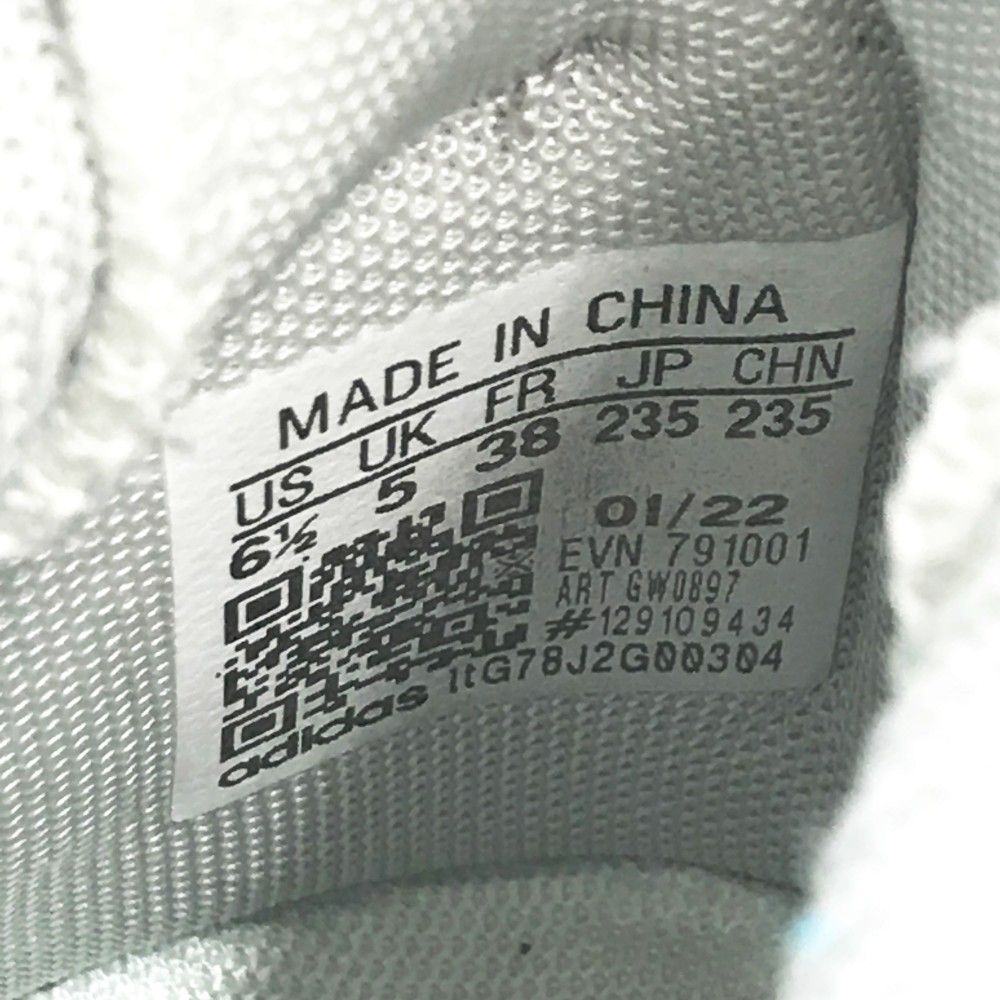 MADE IN CHINA
US UK FR JP CHN
6½ 5 38 235 235
01/22
EVN 791001
ART GW0897
#129109434
adidas ItG78J2G00304